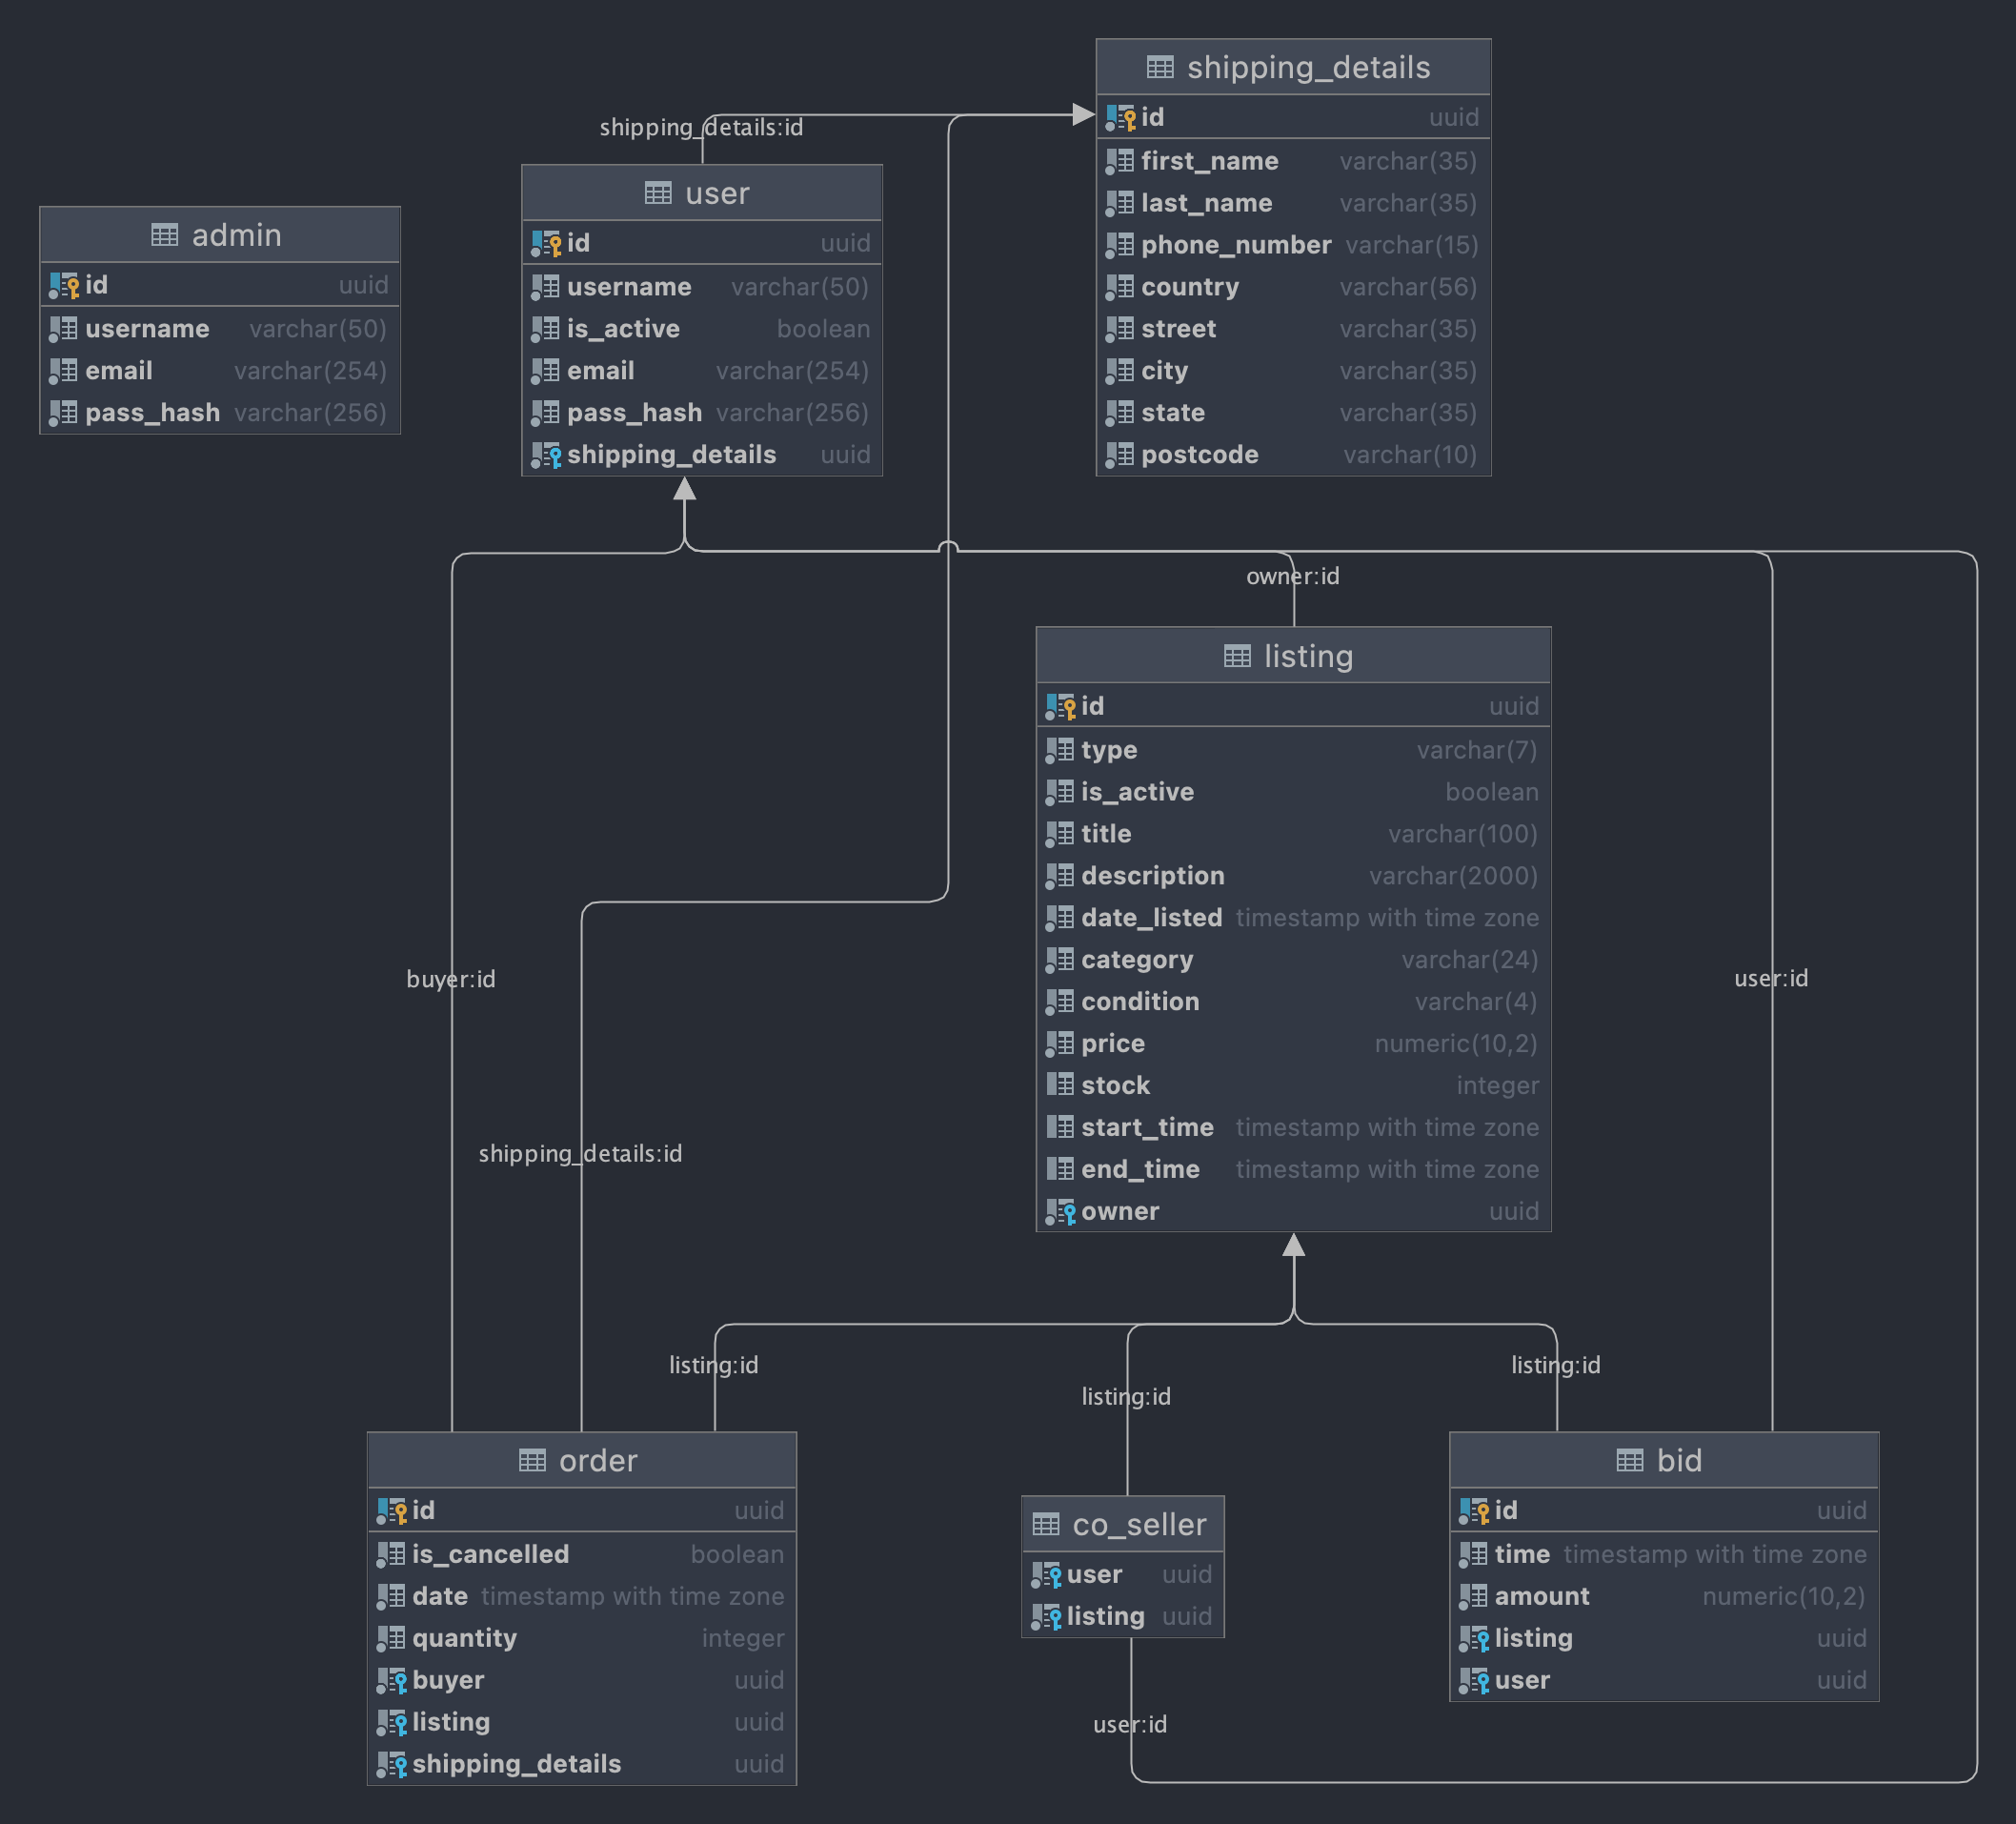 shipping_details
id uuid
first_name varchar(35)
last_name varchar(35)
phone_number varchar(15)
country varchar(56)
street varchar(35)
city varchar(35)
state varchar(35)
postcode varchar(10)
shipping_details:id
user
id uuid
username varchar(50)
is_active boolean
email varchar(254)
pass_hash varchar(256)
shipping_details uuid
admin
id uuid
username varchar(50)
email varchar(254)
pass_hash varchar(256)
owner:id
listing
id uuid
type varchar(7)
is_active boolean
title varchar(100)
description varchar(2000)
date_listed timestamp with time zone
category varchar(24)
condition varchar(4)
price numeric(10,2)
stock integer
start_time timestamp with time zone
end_time timestamp with time zone
owner uuid
buyer:id
user:id
shipping_details:id
listing:id
listing:id
listing:id
order
id uuid
is_cancelled boolean
date timestamp with time zone
quantity integer
buyer uuid
listing uuid
shipping_details uuid
co_seller
user uuid
listing uuid
user:id
bid
id uuid
time timestamp with time zone
amount numeric(10,2)
listing uuid
user uuid